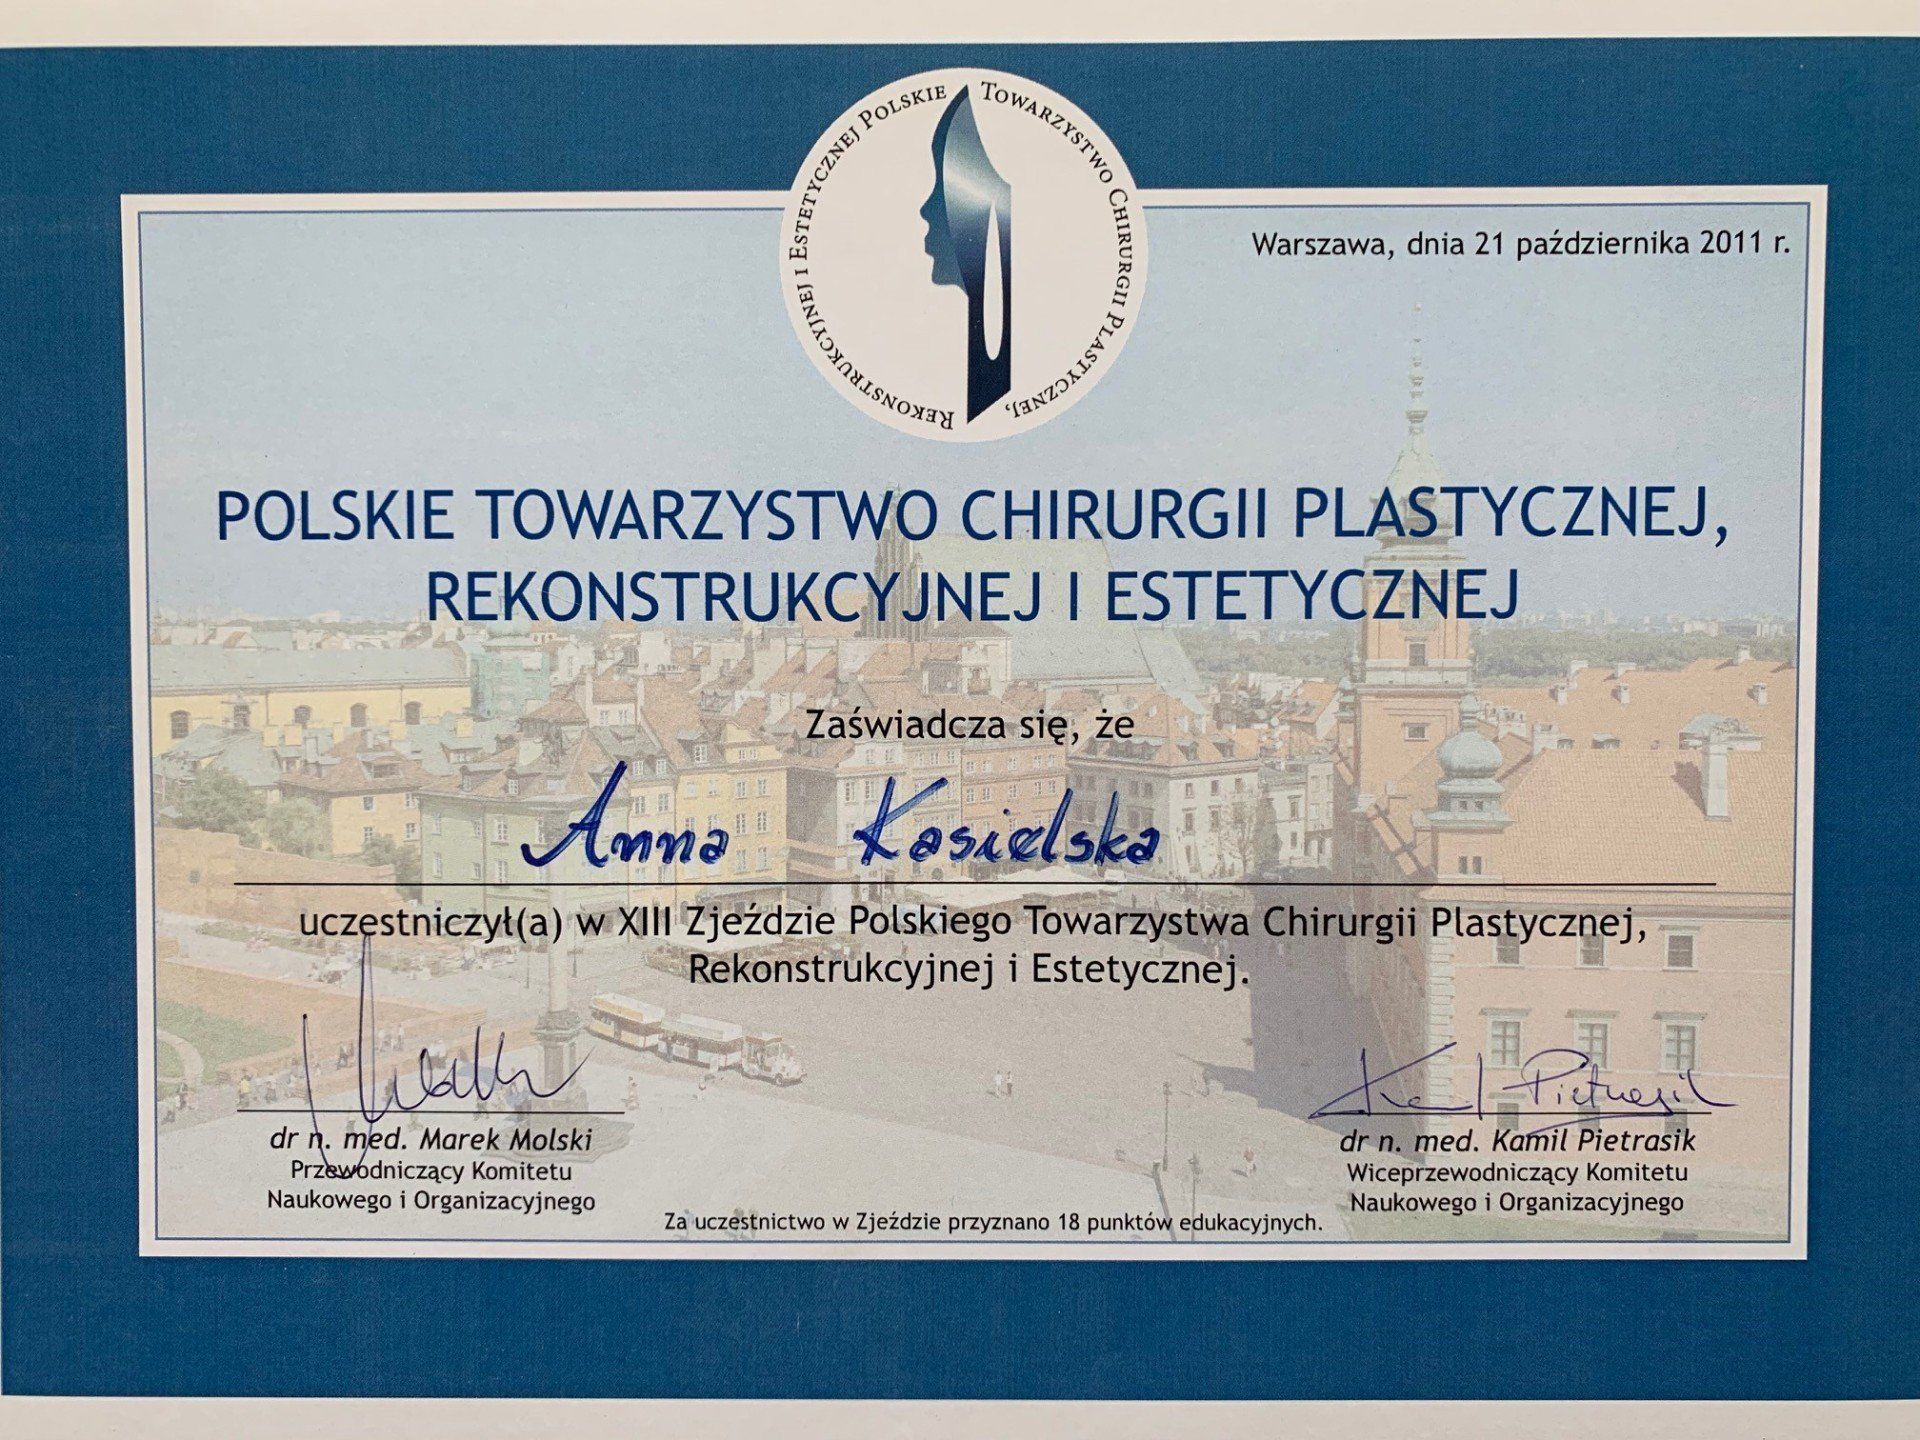 Polskie Towarzystwo Chirurgii Plastycznej, Rekonstrukcyjnej i Estetycznej
Warszawa, dnia 21 października 2011 r.
POLSKIE TOWARZYSTWO CHIRURGII PLASTYCZNEJ,
REKONSTRUKCYJNEJ I ESTETYCZNEJ
Zaświadcza się, że
Anna Kasielska
uczestniczył(a) w XIII Zjeździe Polskiego Towarzystwa Chirurgii Plastycznej,
Rekonstrukcyjnej i Estetycznej.
dr n. med. Marek Molski
Przewodniczący Komitetu
Naukowego i Organizacyjnego
Kamil Pietrasik
dr n. med. Kamil Pietrasik
Wiceprzewodniczący Komitetu
Naukowego i Organizacyjnego
Za uczestnictwo w Zjeździe przyznano 18 punktów edukacyjnych.